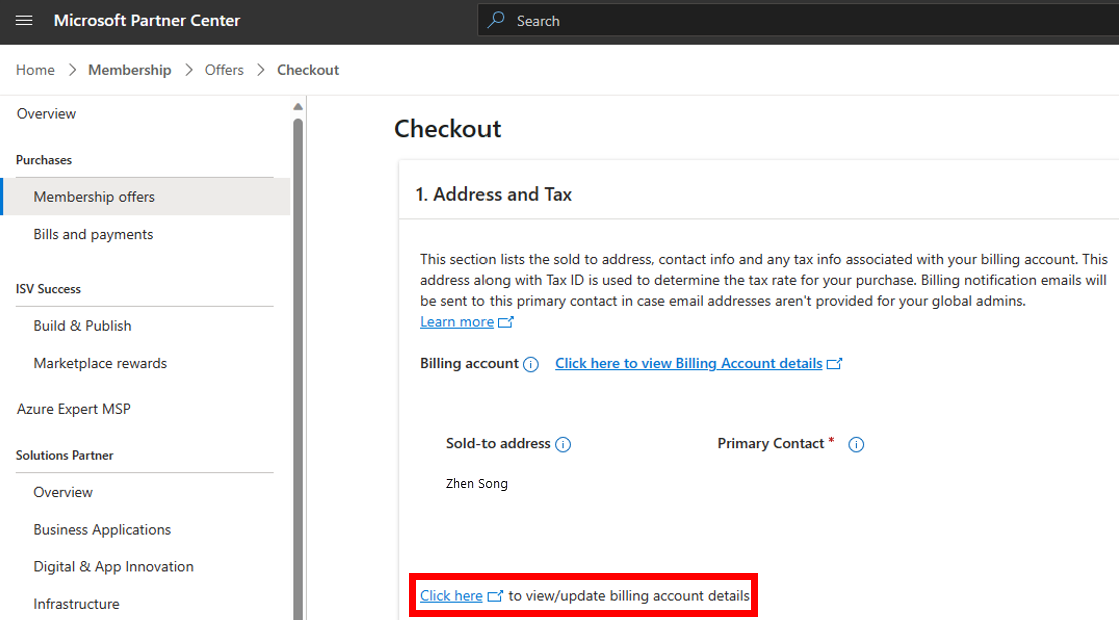 Microsoft Partner Center
Search
Home > Membership > Offers > Checkout
Overview
Purchases
Membership offers
Bills and payments
ISV Success
Build & Publish
Marketplace rewards
Azure Expert MSP
Solutions Partner
Overview
Business Applications
Digital & App Innovation
Infrastructure
Checkout
1. Address and Tax
This section lists the sold to address, contact info and any tax info associated with your billing account. This
address along with Tax ID is used to determine the tax rate for your purchase. Billing notification emails will
be sent to this primary contact in case email addresses aren't provided for your global admins.
Learn more
Billing account Click here to view Billing Account details
Sold-to address Primary Contact *
Zhen Song
Click here to view/update billing account details